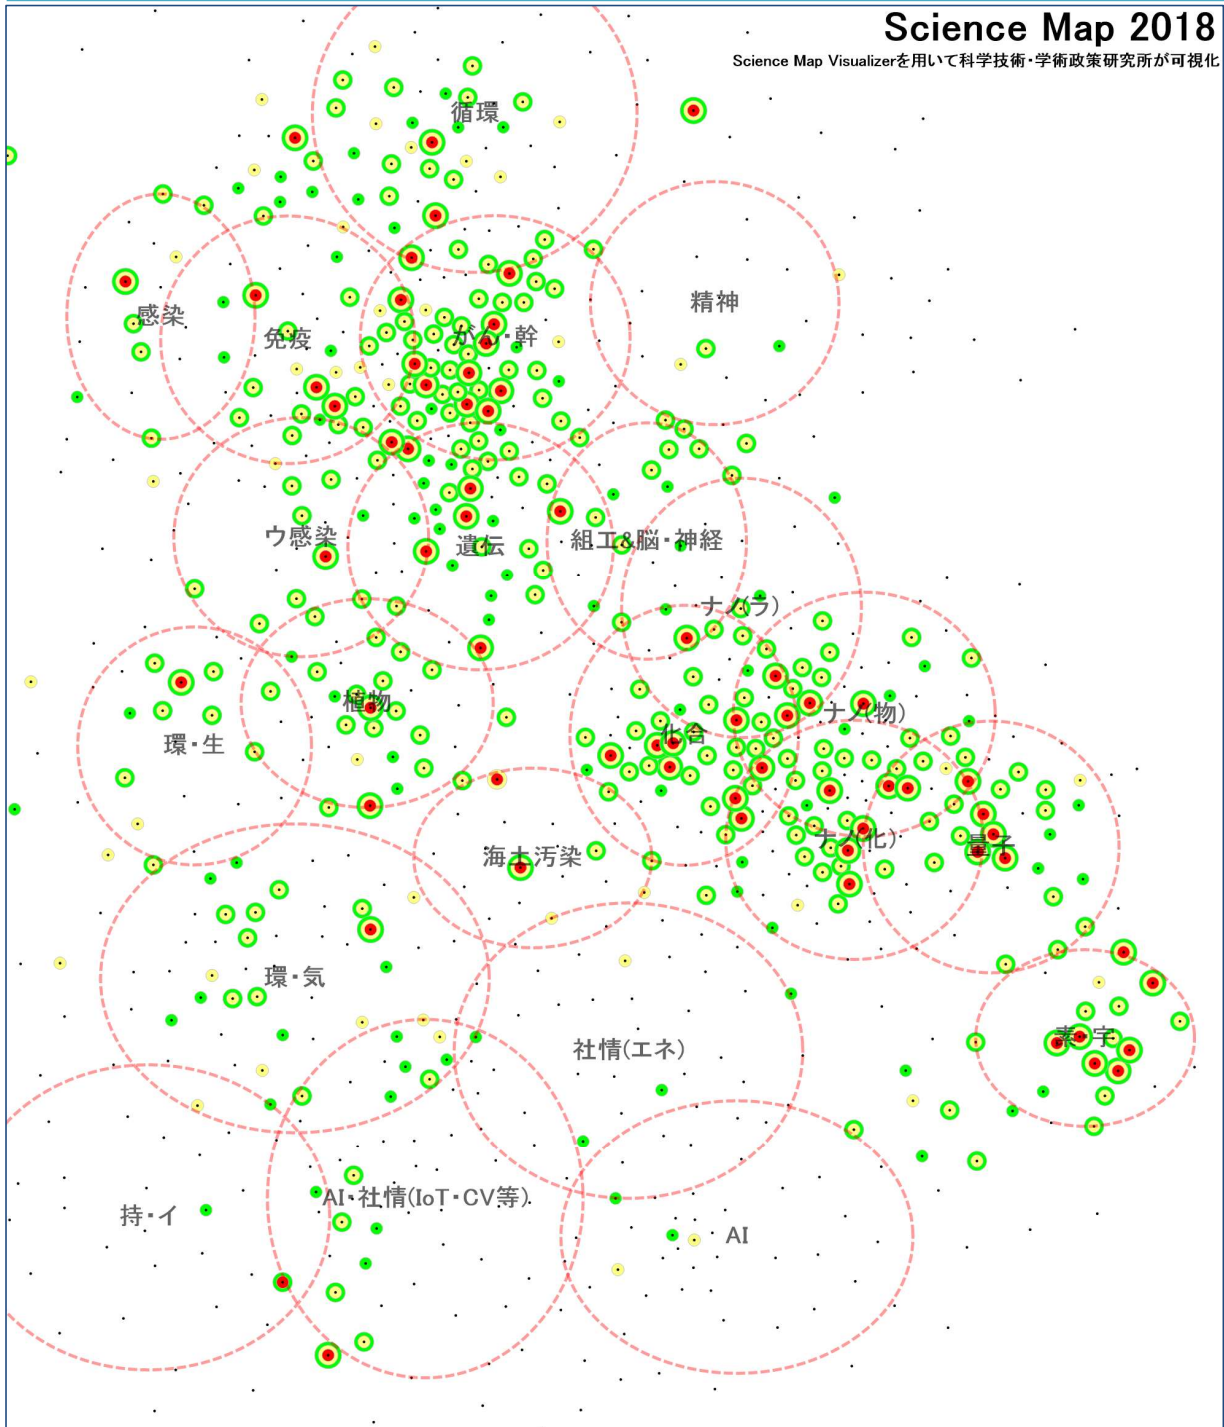 Science Map 2018
Science Map Visualizerを用いて科学技術・学術政策研究所が可視化
循環
精神
感染
免疫
がん・幹
ウ感染
遺伝
組工&脳・神経
ナノ(ラ)
植物
ナノ(物)
化合
環・生
ナノ(化)
量子
海土汚染
環・気
素・宇
社情(エネ)
AI・社情(IoT・CV等)
持・イ
AI